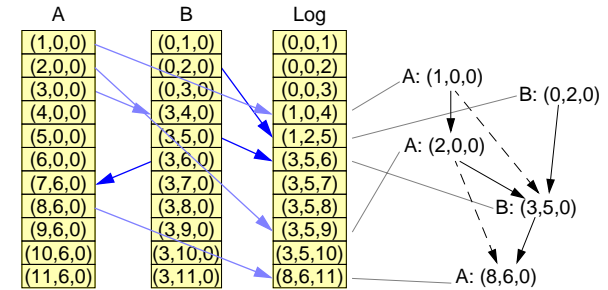 A B Log
(1,0,0) (0,1,0) (0,0,1)
(2,0,0) (0,2,0) (0,0,2)
(3,0,0) (0,3,0) (0,0,3)
(4,0,0) (3,4,0) (1,0,4)
(5,0,0) (3,5,0) (1,2,5)
(6,0,0) (3,6,0) (3,5,6)
(7,6,0) (3,7,0) (3,5,7)
(8,6,0) (3,8,0) (3,5,8)
(9,6,0) (3,9,0) (3,5,9)
(10,6,0) (3,10,0) (3,5,10)
(11,6,0) (3,11,0) (8,6,11)
A: (1,0,0)
B: (0,2,0)
A: (2,0,0)
B: (3,5,0)
A: (8,6,0)